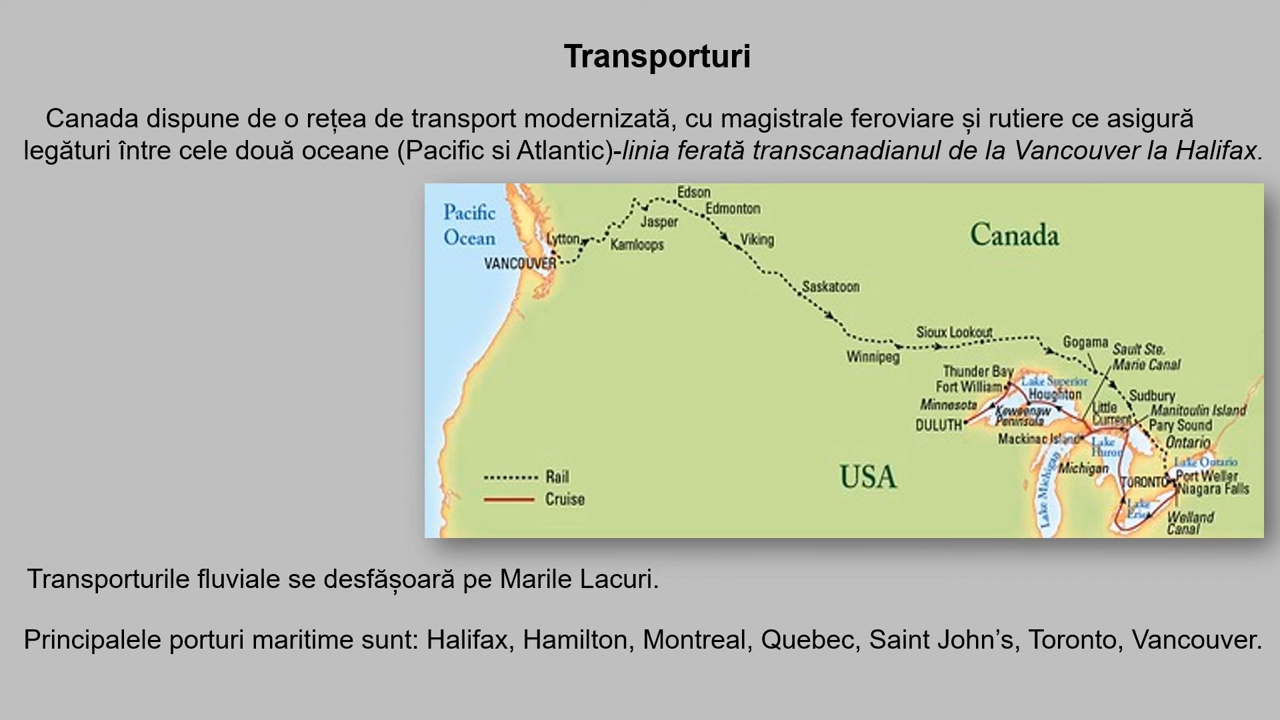 Transporturi
Canada dispune de o rețea de transport modernizată, cu magistrale feroviare și rutiere ce asigură
legături între cele două oceane (Pacific si Atlantic)-linia ferată transcanadianul de la Vancouver la Halifax.
Pacific
Ocean
Edson
Edmonton
Jasper
Lytton
Kamloops
Viking
VANCOUVER
Canada
Saskatoon
Sioux Lookout
Winnipeg
Gogama
Sault Ste.
Marie Canal
Thunder Bay
Fort William
Lake Superior
Houghton
Minnesota
Keweenaw
Peninsula
DULUTH
Little
Current
Sudbury
Manitoulin Island
Pary Sound
Mackinac Island
Lake
Huron
Ontario
Michigan
Lake Michigan
USA
Lake Ontario
TORONTO
Port Weller
Niagara Falls
Lake
Erie
Welland
Canal
Rail
Cruise
Transporturile fluviale se desfășoară pe Marile Lacuri.
Principalele porturi maritime sunt: Halifax, Hamilton, Montreal, Quebec, Saint John’s, Toronto, Vancouver.